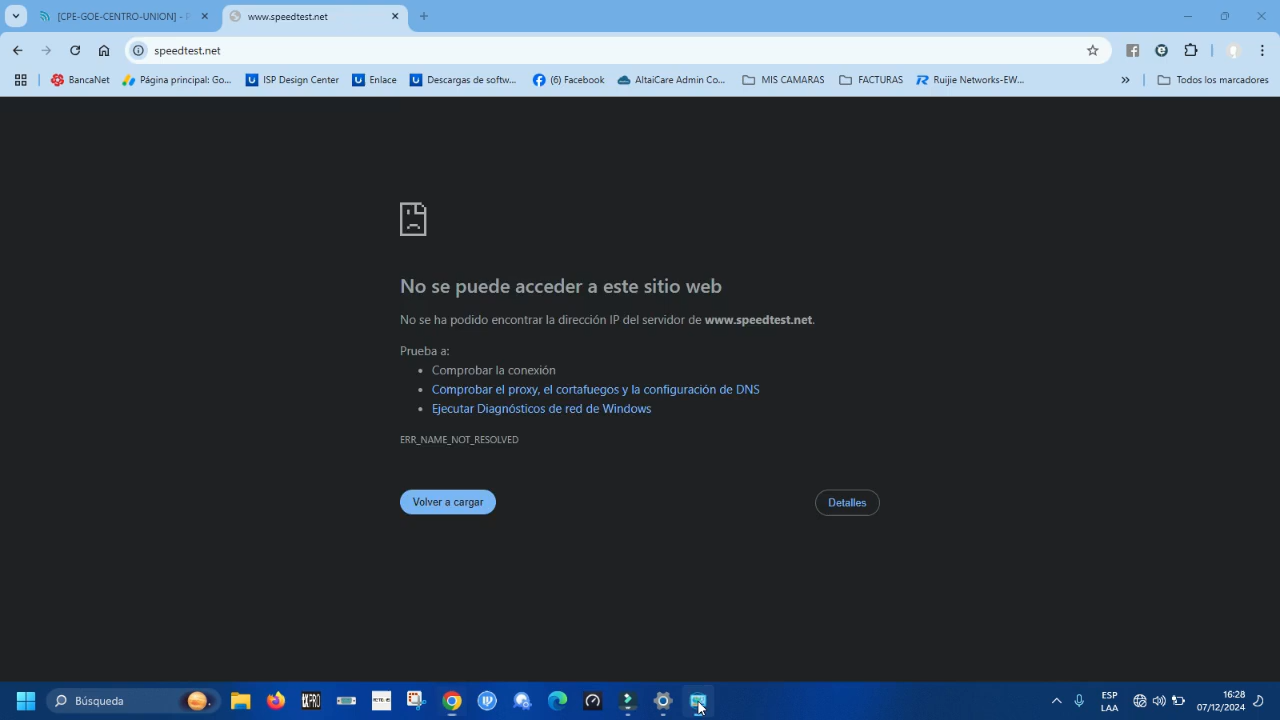 [CPE-GOE-CENTRO-UNION] -
www.speedtest.net
speedtest.net
BancaNet
Página principal: Go...
ISP Design Center
Enlace
Descargas de softw...
(6) Facebook
AltaiCare Admin Co...
MIS CAMARAS
FACTURAS
Ruijie Networks-EW...
»
Todos los marcadores
No se puede acceder a este sitio web
No se ha podido encontrar la dirección IP del servidor de www.speedtest.net.
Prueba a:
• Comprobar la conexión
• Comprobar el proxy, el cortafuegos y la configuración de DNS
• Ejecutar Diagnósticos de red de Windows
ERR_NAME_NOT_RESOLVED
Volver a cargar
Detalles
Búsqueda
ESP
LAA
16:28
07/12/2024